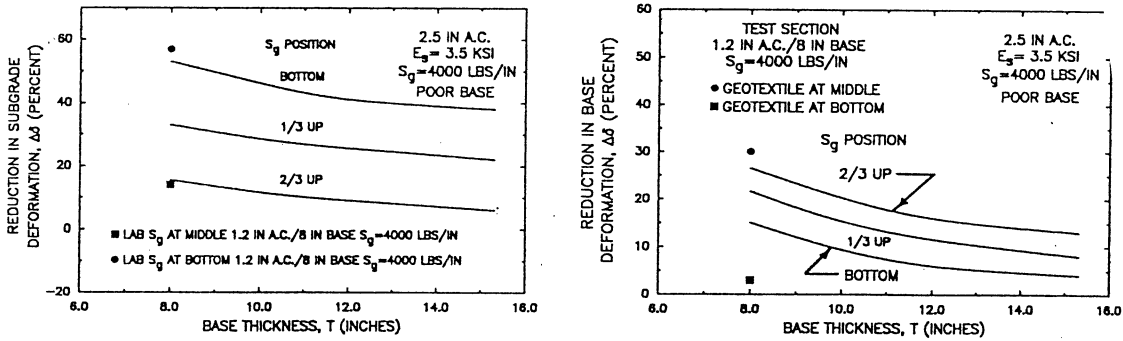 REDUCTION IN SUBGRADE
DEFORMATION, Δδ (PERCENT)
60
40
20
0
−20
6.0
8.0
10.0
12.0
14.0
16.0
BASE THICKNESS, T (INCHES)
Sg POSITION
BOTTOM
1/3 UP
2/3 UP
2.5 IN A.C.
Es= 3.5 KSI
Sg=4000 LBS/IN
POOR BASE
■ LAB Sg AT MIDDLE 1.2 IN A.C./8 IN BASE Sg=4000 LBS/IN
● LAB Sg AT BOTTOM 1.2 IN A.C./8 IN BASE Sg=4000 LBS/IN
REDUCTION IN BASE
DEFORMATION, Δδ (PERCENT)
60
50
40
30
20
10
0
6.0
8.0
10.0
12.0
14.0
16.0
BASE THICKNESS, T (INCHES)
TEST SECTION
1.2 IN A.C./8 IN BASE
Sg=4000 LBS/IN
● GEOTEXTILE AT MIDDLE
■ GEOTEXTILE AT BOTTOM
2.5 IN A.C.
Es= 3.5 KSI
Sg=4000 LBS/IN
POOR BASE
Sg POSITION
2/3 UP
1/3 UP
BOTTOM